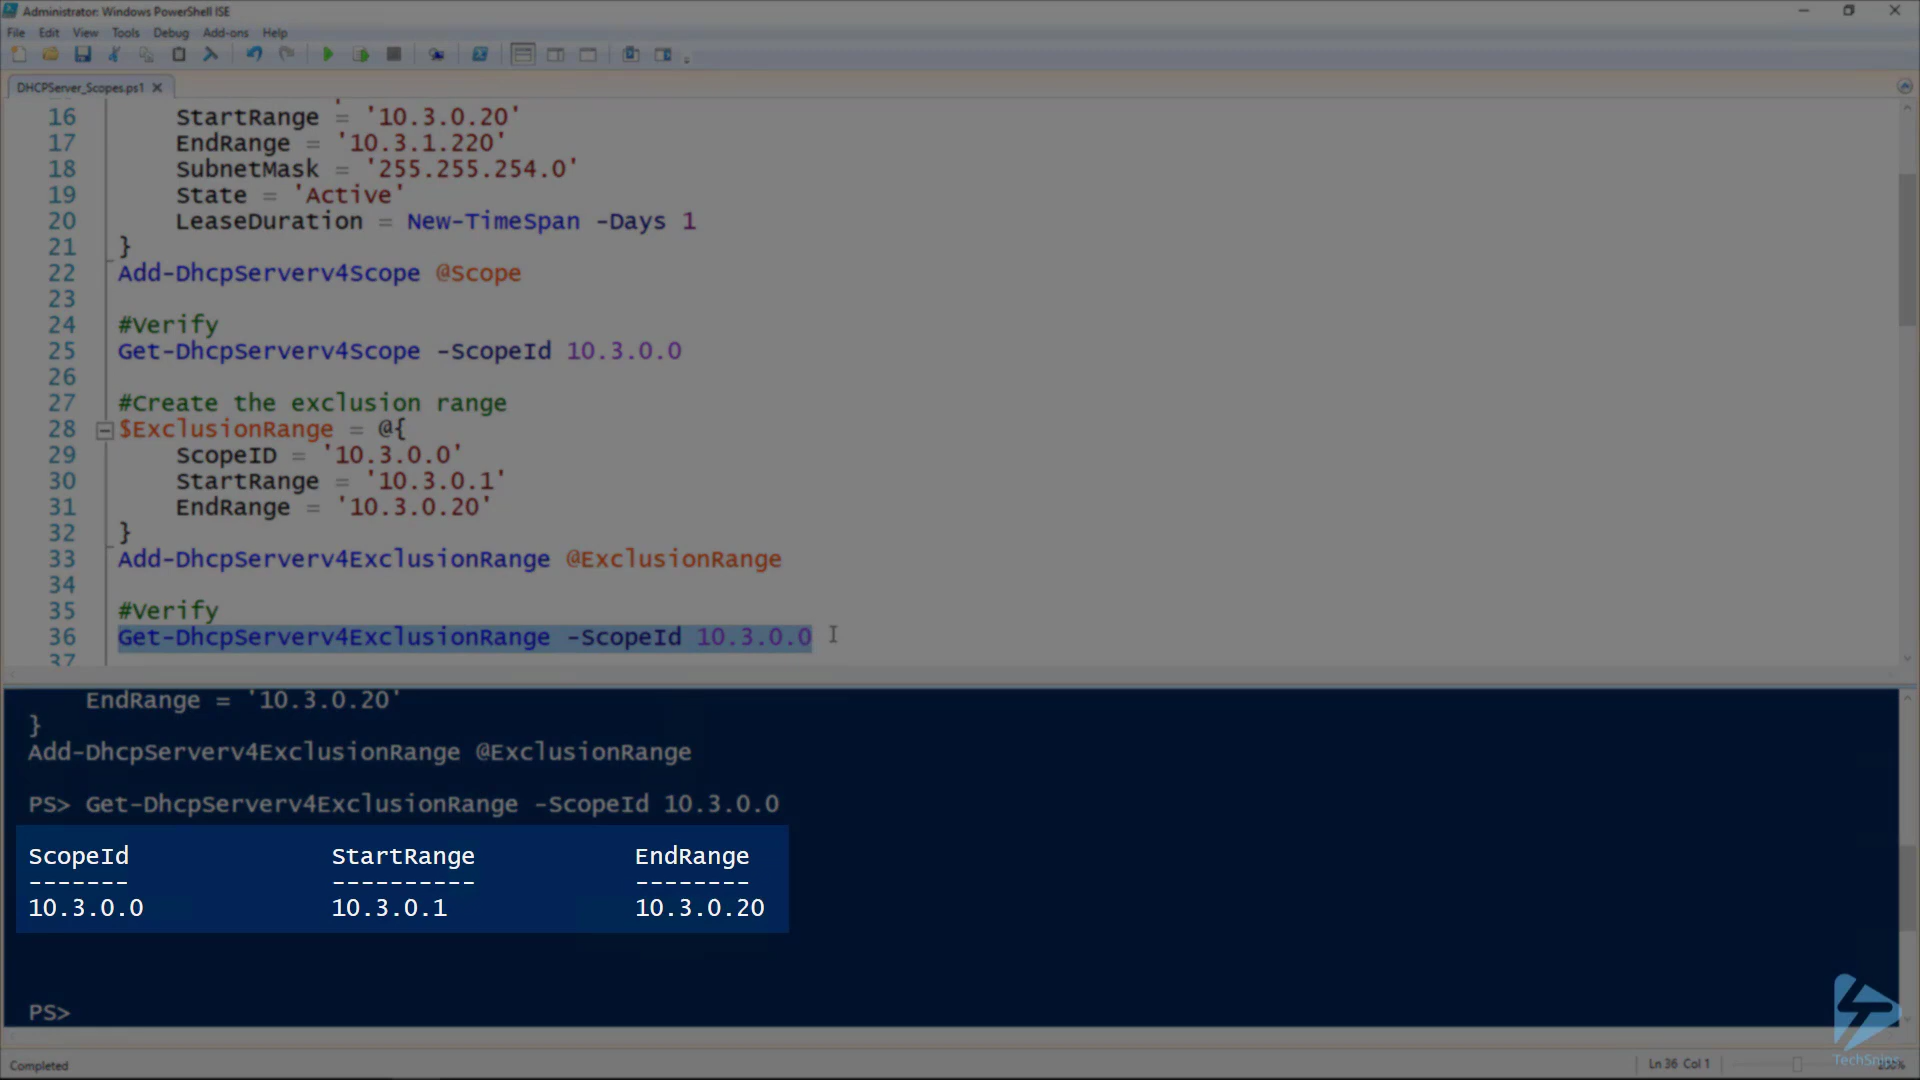 Administrator: Windows PowerShell ISE
File Edit View Tools Debug Add-ons Help
DHCPServer_Scopes.ps1
16 StartRange = '10.3.0.20'
17 EndRange = '10.3.1.220'
18 SubnetMask = '255.255.254.0'
19 State = 'Active'
20 LeaseDuration = New-TimeSpan -Days 1
21 }
22 Add-DhcpServerv4Scope @Scope
23
24 #Verify
25 Get-DhcpServerv4Scope -ScopeId 10.3.0.0
26
27 #Create the exclusion range
28 $ExclusionRange = @{
29 ScopeID = '10.3.0.0'
30 StartRange = '10.3.0.1'
31 EndRange = '10.3.0.20'
32 }
33 Add-DhcpServerv4ExclusionRange @ExclusionRange
34
35 #Verify
36 Get-DhcpServerv4ExclusionRange -ScopeId 10.3.0.0
37
EndRange = '10.3.0.20'
}
Add-DhcpServerv4ExclusionRange @ExclusionRange
PS> Get-DhcpServerv4ExclusionRange -ScopeId 10.3.0.0
ScopeId StartRange EndRange
------- ---------- --------
10.3.0.0 10.3.0.1 10.3.0.20
PS>
TechSnips
Completed Ln 36 Col 1